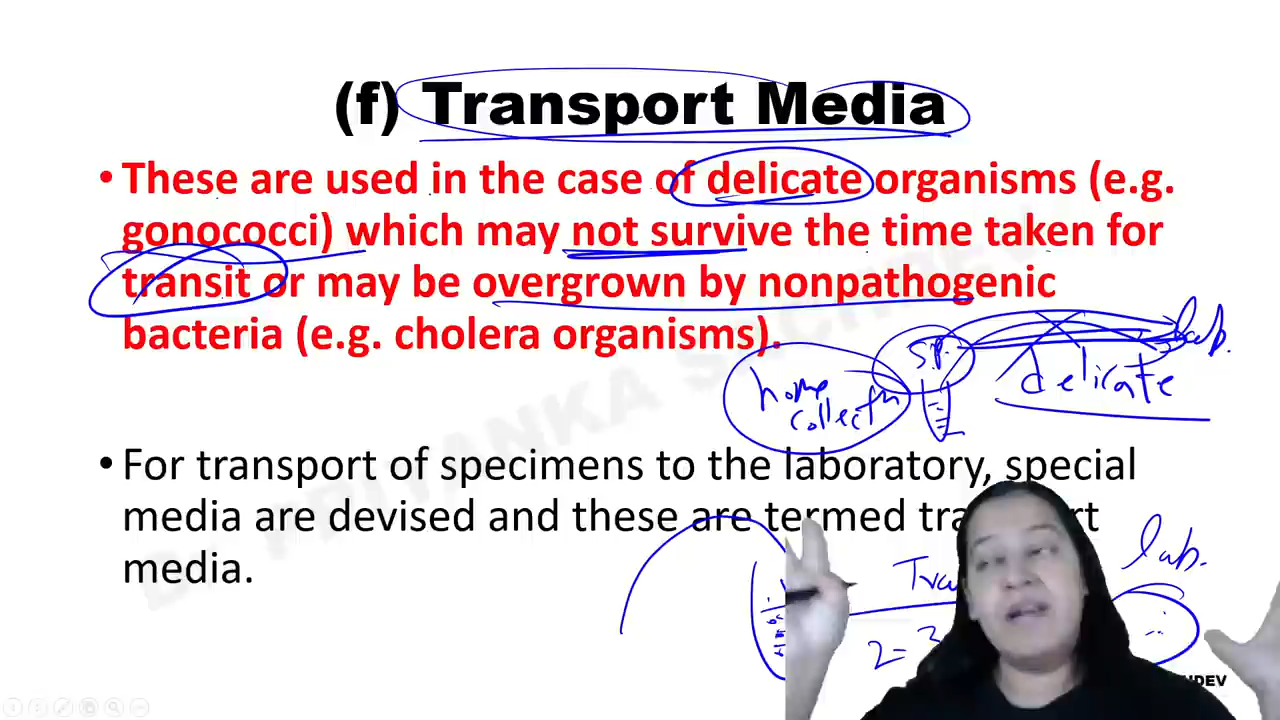 (f) Transport Media
• These are used in the case of delicate organisms (e.g.
gonococci) which may not survive the time taken for
transit or may be overgrown by nonpathogenic
bacteria (e.g. cholera organisms).
lab.
delicate
home
• For transport of specimens to the laboratory, special
media are devised and these are termed
media.
lab.